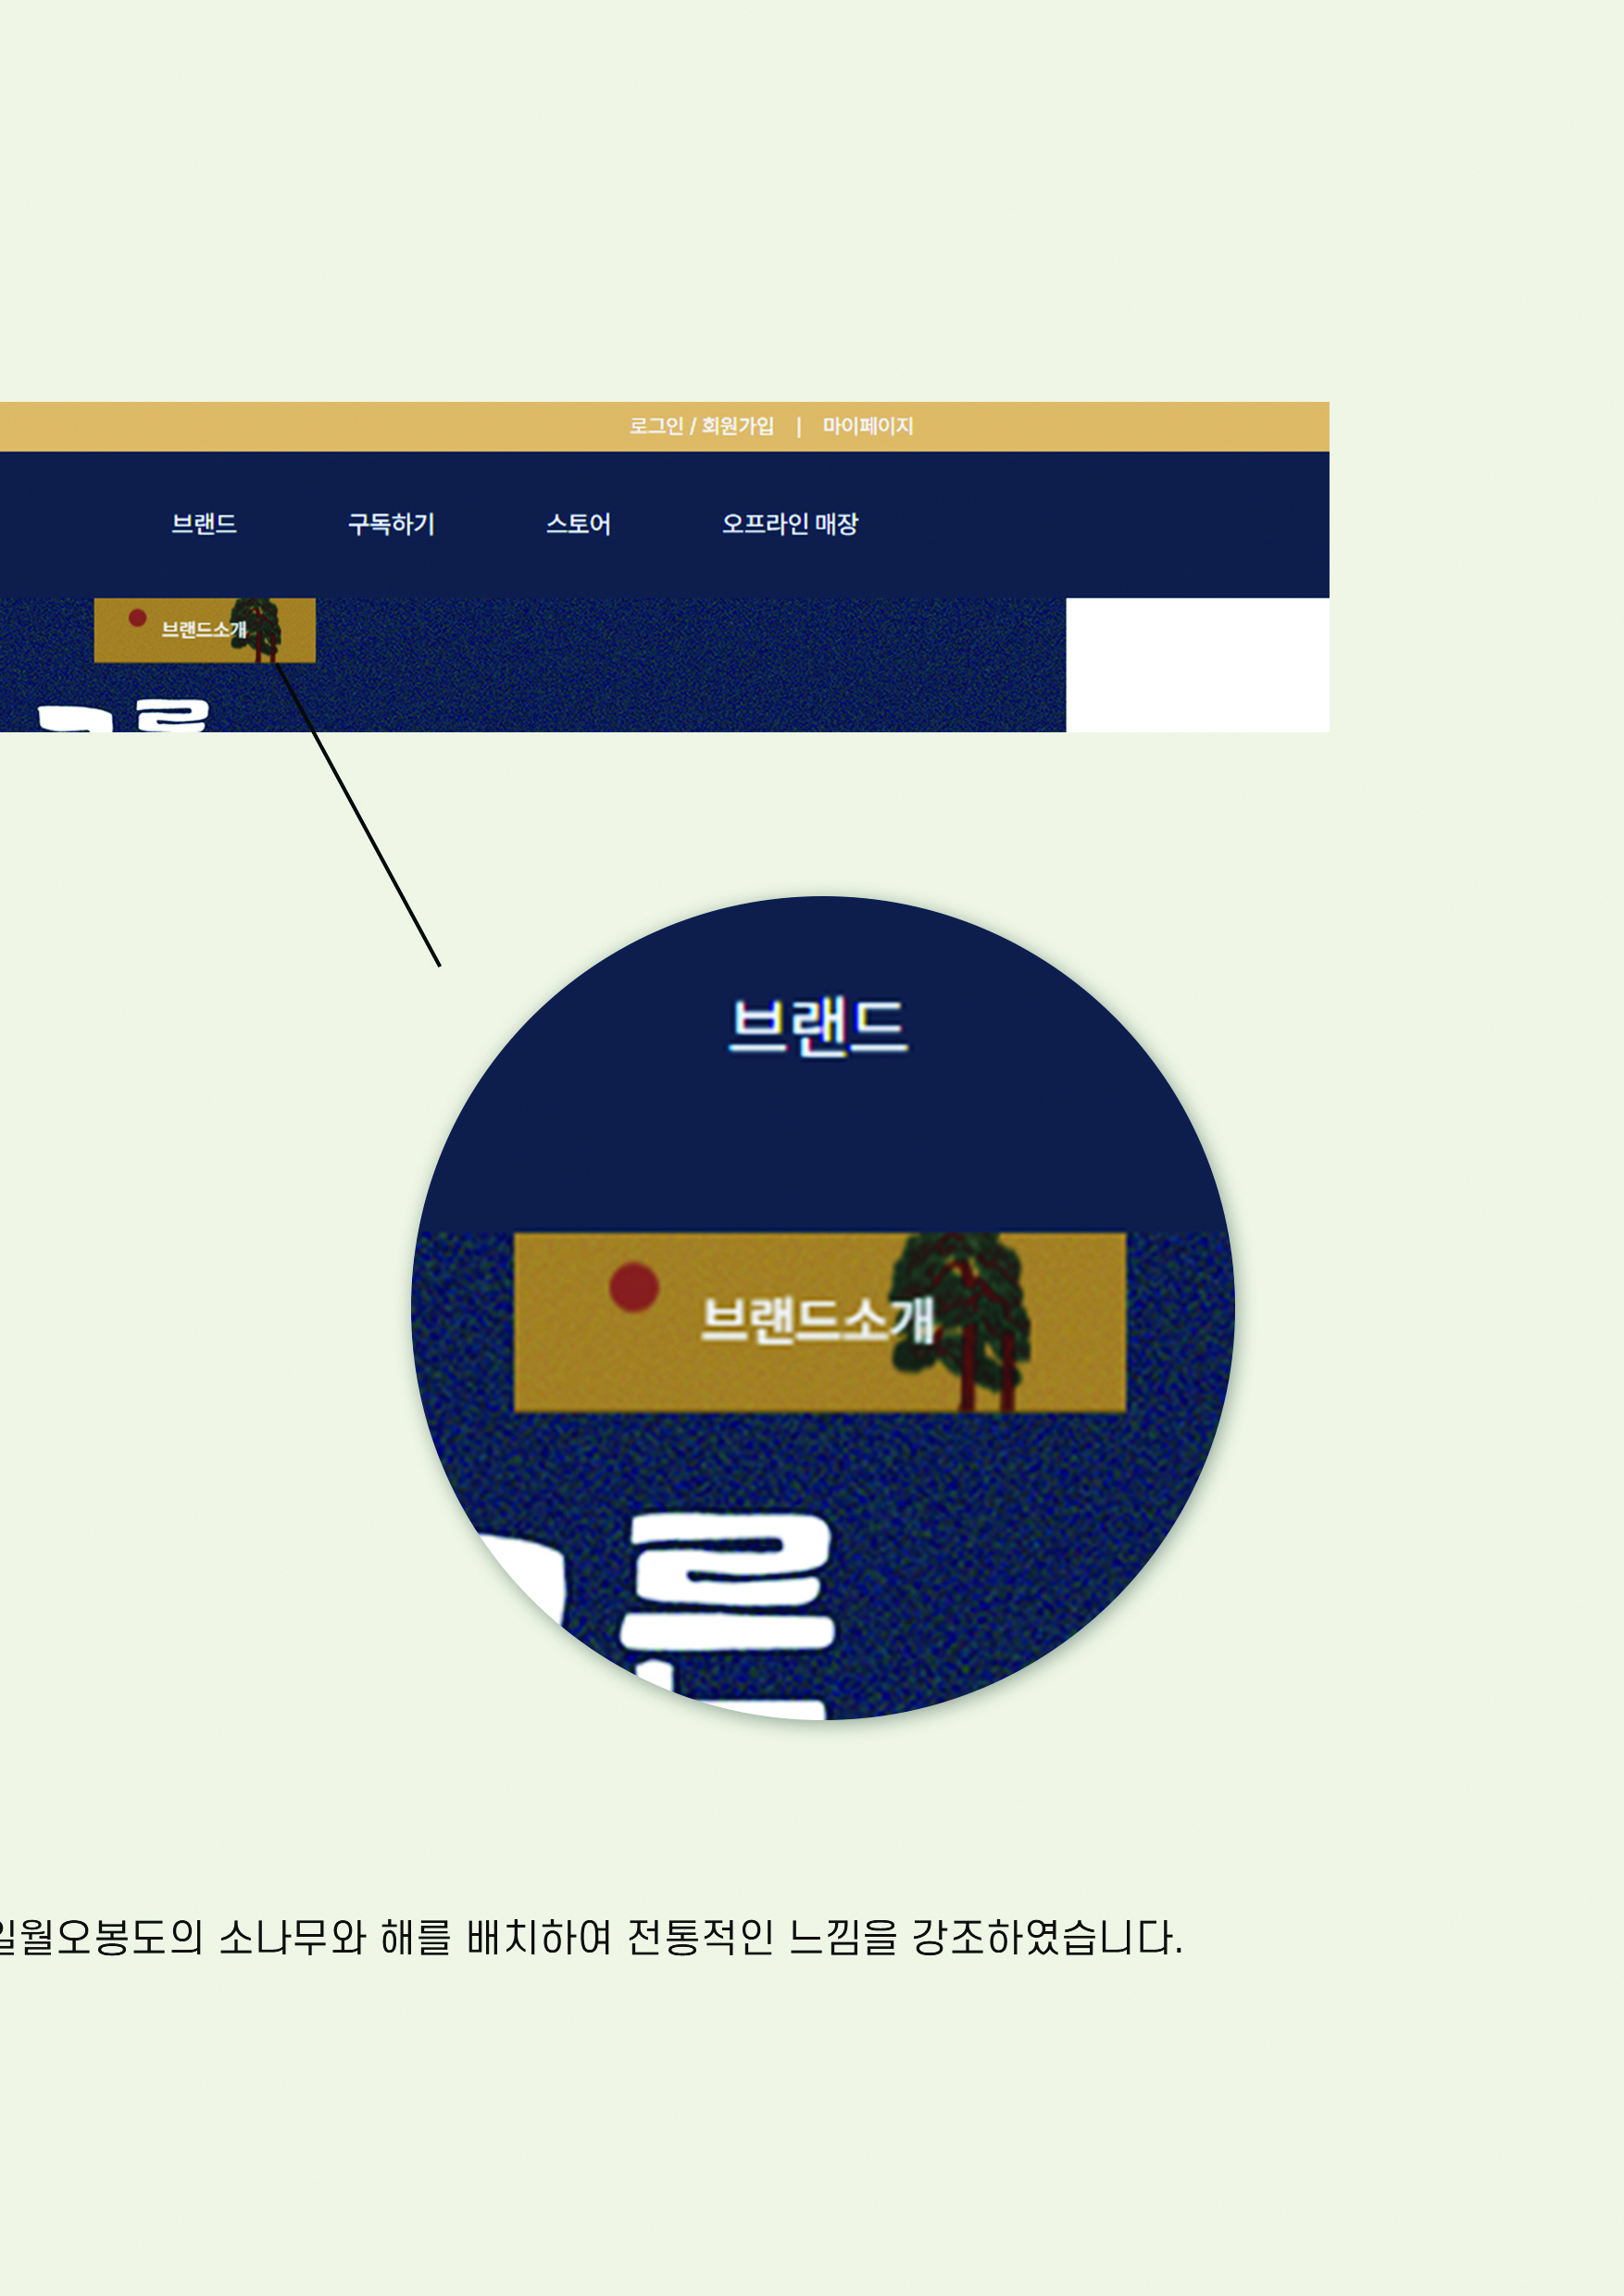 로그인 / 회원가입 | 마이페이지
브랜드 구독하기 스토어 오프라인 매장
브랜드소개
브랜드
브랜드소개
를
일월오봉도의 소나무와 해를 배치하여 전통적인 느낌을 강조하였습니다.